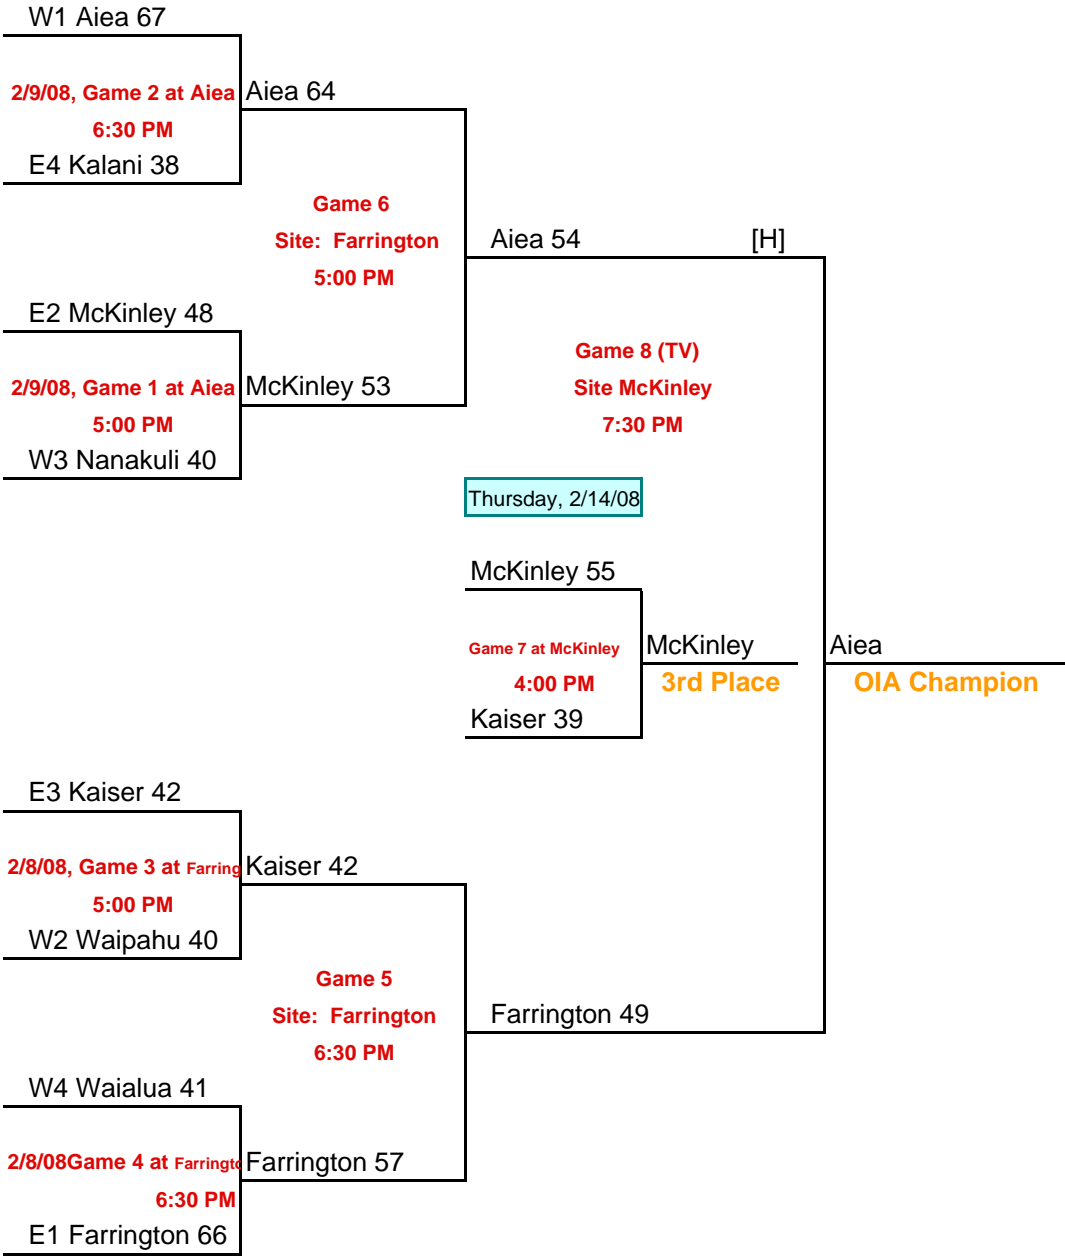 W1 Aiea 67
2/9/08, Game 2 at Aiea
Aiea 64
6:30 PM
E4 Kalani 38
Game 6
Site:  Farrington
Aiea 54
[H]
5:00 PM
E2 McKinley 48
Game 8 (TV)
2/9/08, Game 1 at Aiea
McKinley 53
Site McKinley
5:00 PM
7:30 PM
W3 Nanakuli 40
Thursday, 2/14/08
McKinley 55
Game 7 at McKinley
McKinley
Aiea
4:00 PM
3rd Place
OIA Champion
Kaiser 39
E3 Kaiser 42
2/8/08, Game 3 at Farring
Kaiser 42
5:00 PM
W2 Waipahu 40
Game 5
Site:  Farrington
Farrington 49
6:30 PM
W4 Waialua 41
2/8/08Game 4 at Farringto
Farrington 57
6:30 PM
E1 Farrington 66